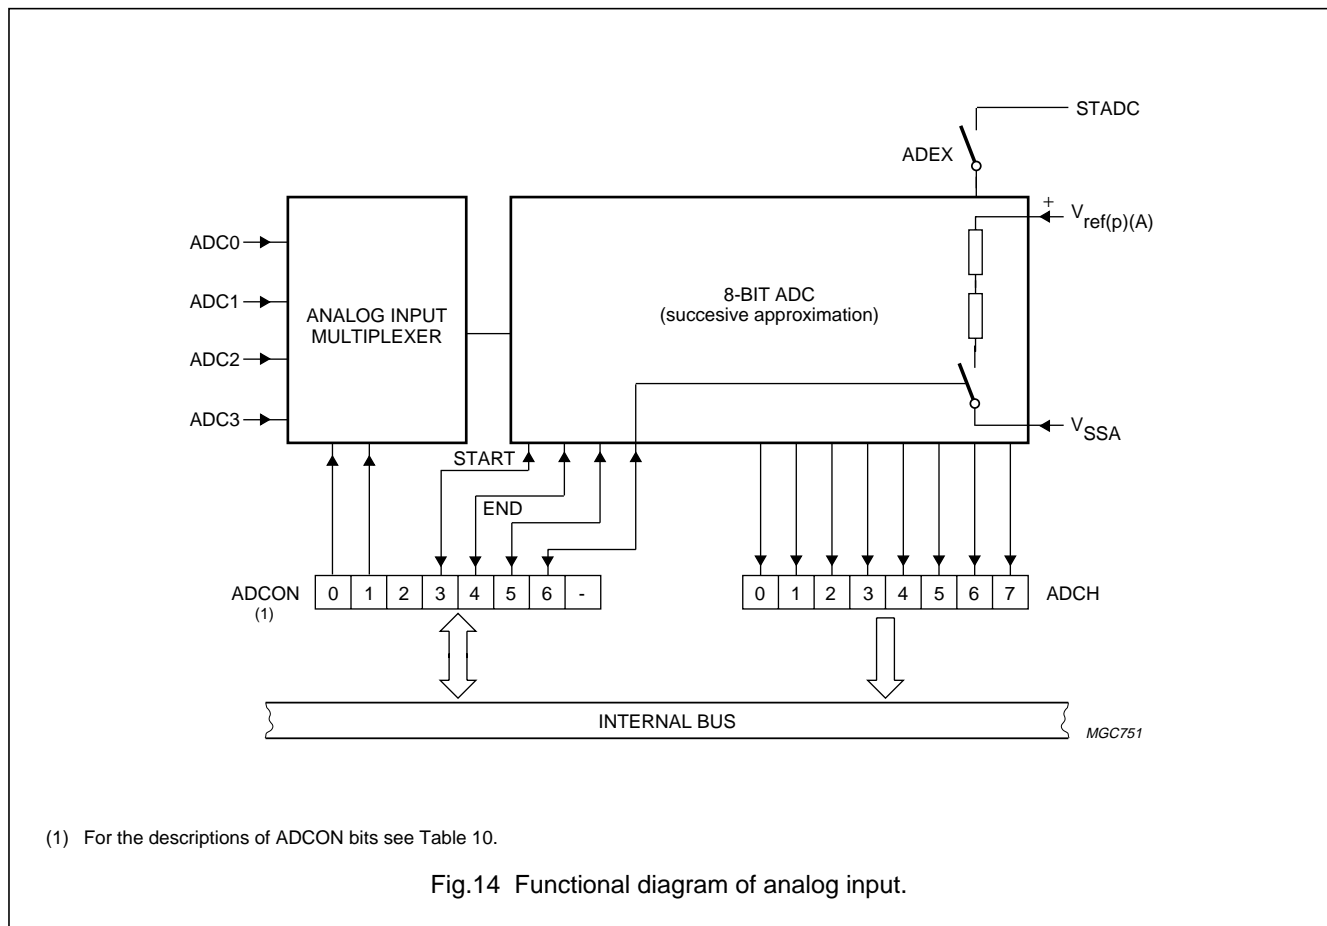 STADC
ADEX
+
Vref(p)(A)
ADC0
ADC1
ADC2
ADC3
ANALOG INPUT
MULTIPLEXER
8-BIT ADC
(succesive approximation)
VSSA
START
END
ADCON
(1)
0 1 2 3 4 5 6 -
0 1 2 3 4 5 6 7
ADCH
INTERNAL BUS
MGC751
(1) For the descriptions of ADCON bits see Table 10.
Fig.14 Functional diagram of analog input.